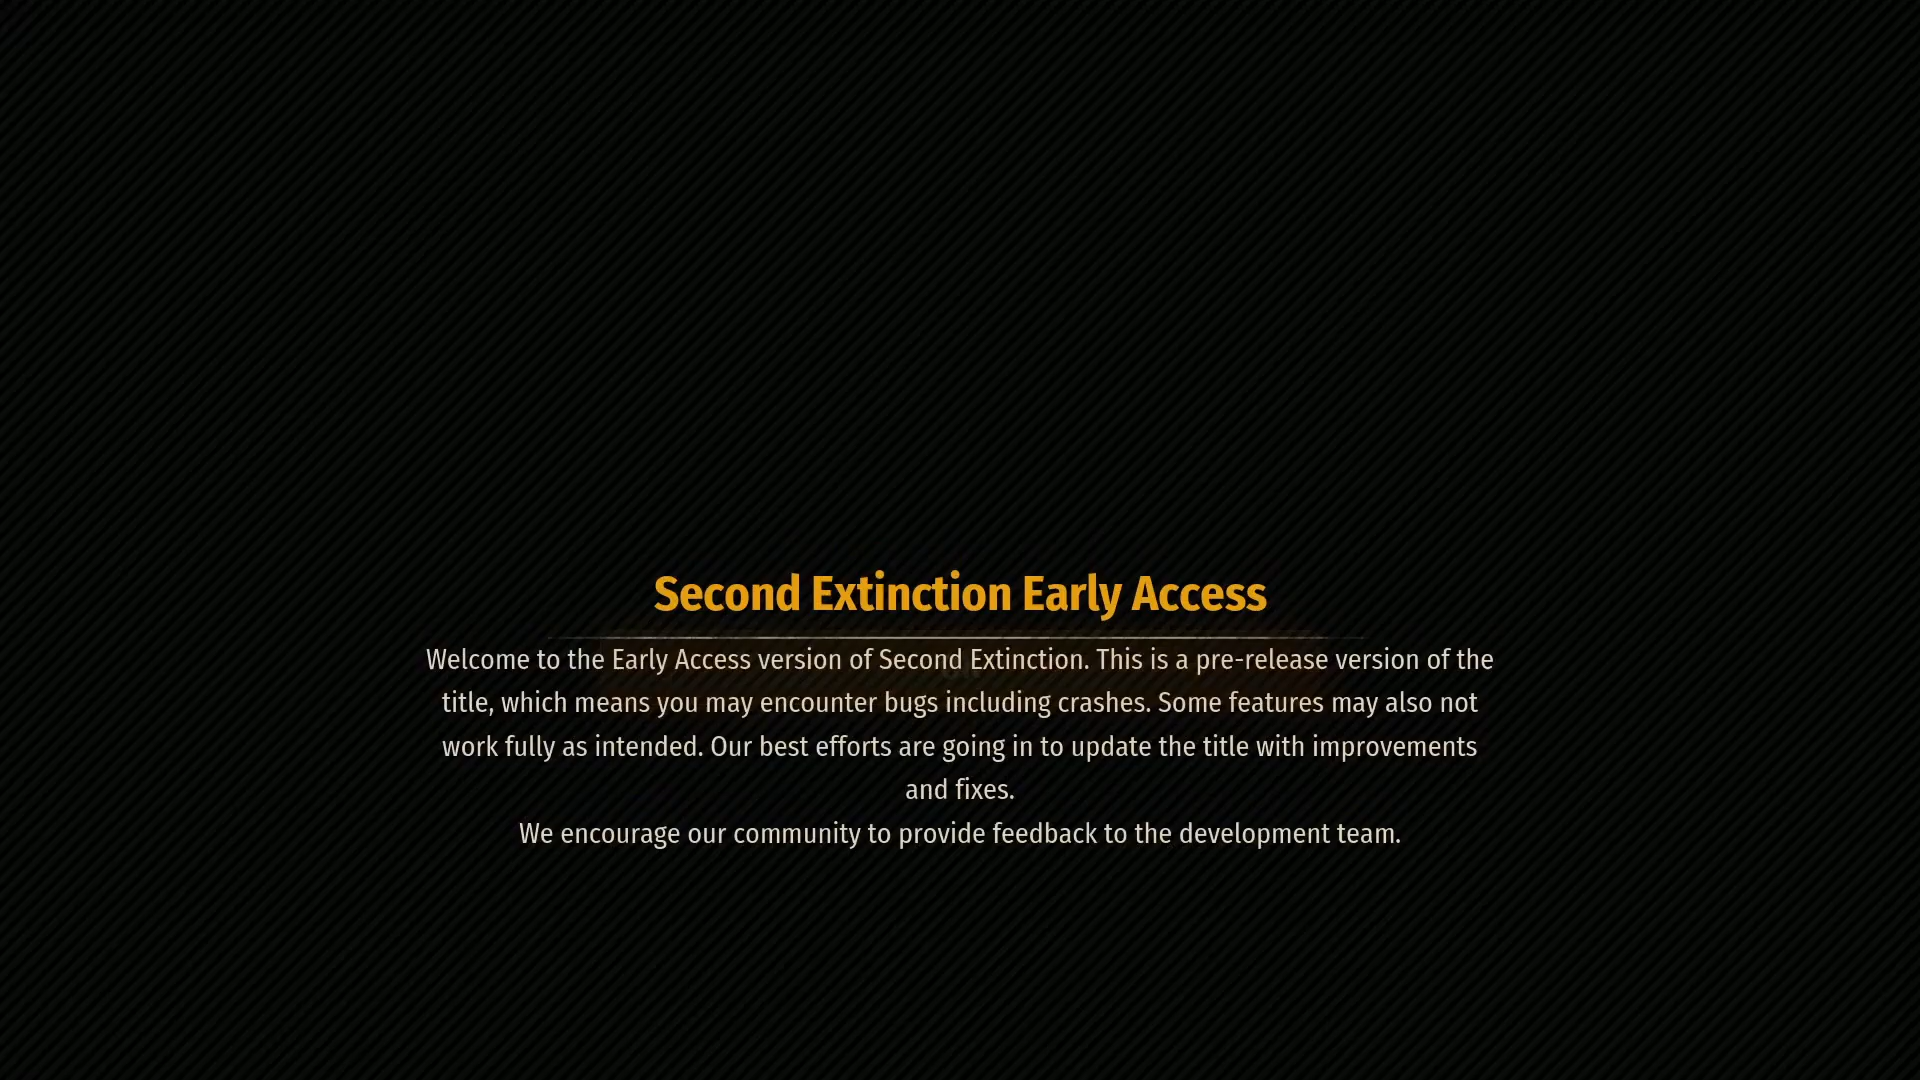 Second Extinction Early Access
Welcome to the Early Access version of Second Extinction. This is a pre-release version of the
title, which means you may encounter bugs including crashes. Some features may also not
work fully as intended. Our best efforts are going in to update the title with improvements
and fixes.
We encourage our community to provide feedback to the development team.